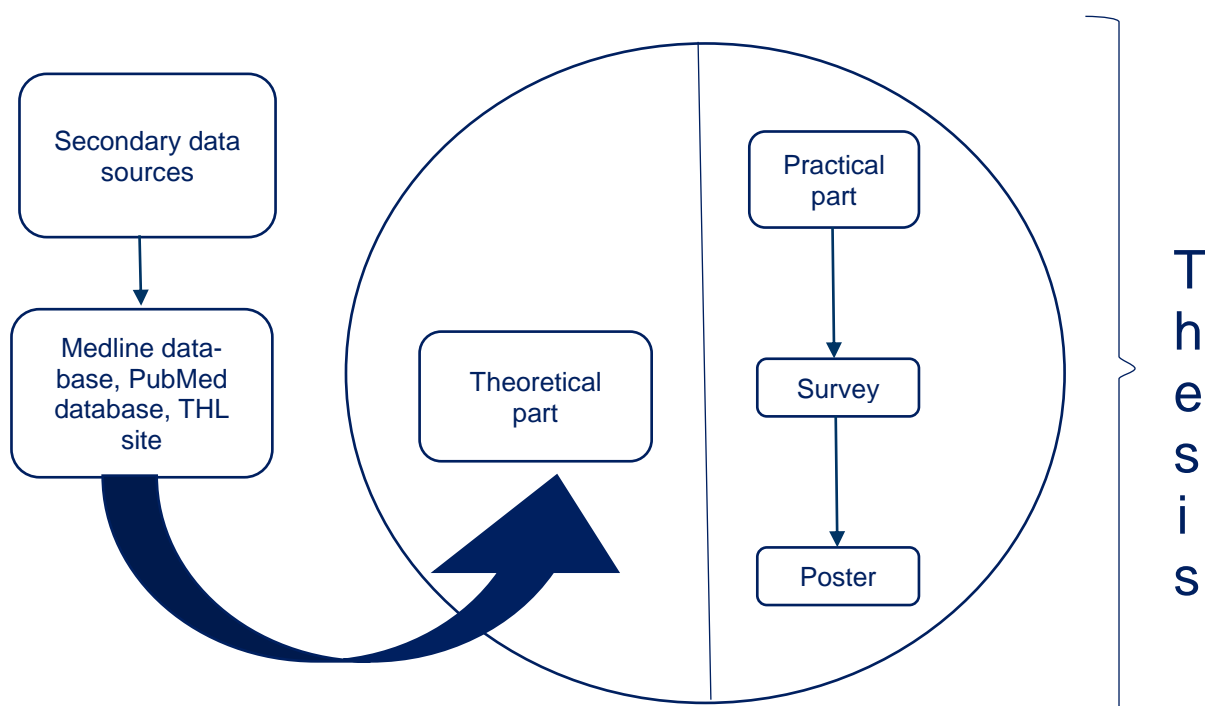 Secondary data
sources
Medline data-
base, PubMed
database, THL
site
Theoretical
part
Practical
part
Survey
Poster
T
h
e
s
i
s